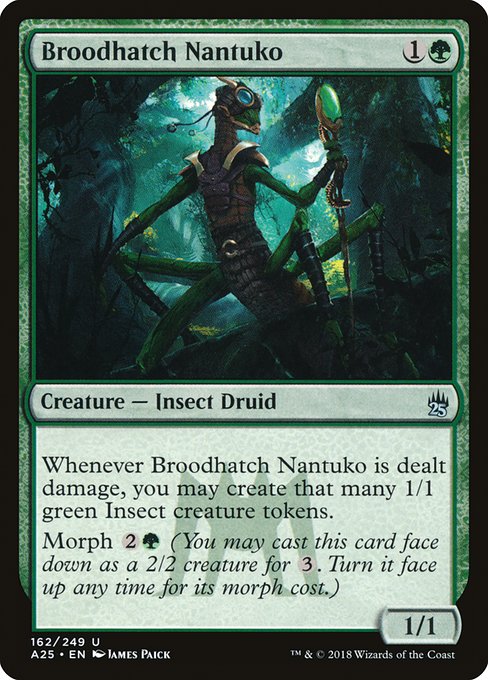 Broodhatch Nantuko 1
Creature — Insect Druid
25
Whenever Broodhatch Nantuko is dealt
damage, you may create that many 1/1
green Insect creature tokens.
Morph 2 (You may cast this card face
down as a 2/2 creature for 3. Turn it face
up any time for its morph cost.)
1/1
162/249 U
A25 • EN James Paick
™ & © 2018 Wizards of the Coast